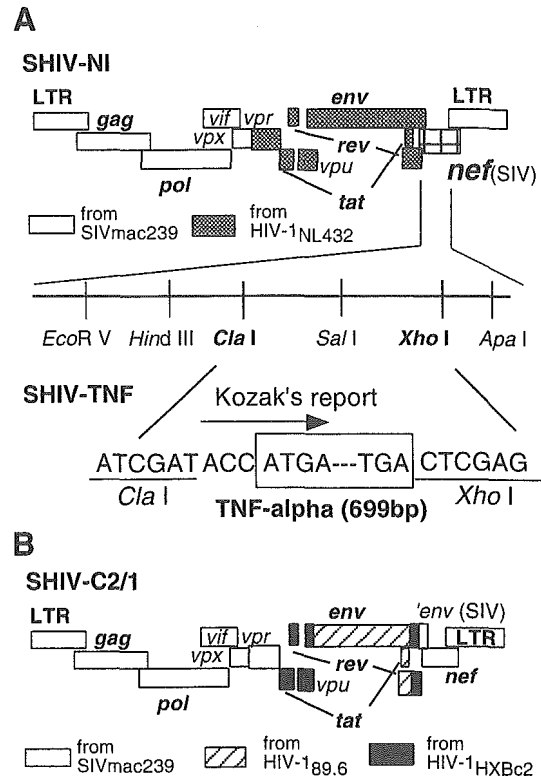 A
SHIV-NI
LTR
gag
pol
vif
vpr
vpx
env
rev
vpu
tat
LTR
nef(SIV)
from SIVmac239
from HIV-1NL432
EcoR V
Hind III
Cla I
Sal I
Xho I
Apa I
SHIV-TNF
Kozak's report
ATCGAT ACC ATGA---TGA CTCGAG
Cla I
Xho I
TNF-alpha (699bp)
B
SHIV-C2/1
LTR
gag
pol
vif
vpr
vpx
env
'env (SIV)
LTR
rev
vpu
nef
tat
from SIVmac239
from HIV-189.6
from HIV-1HXBc2